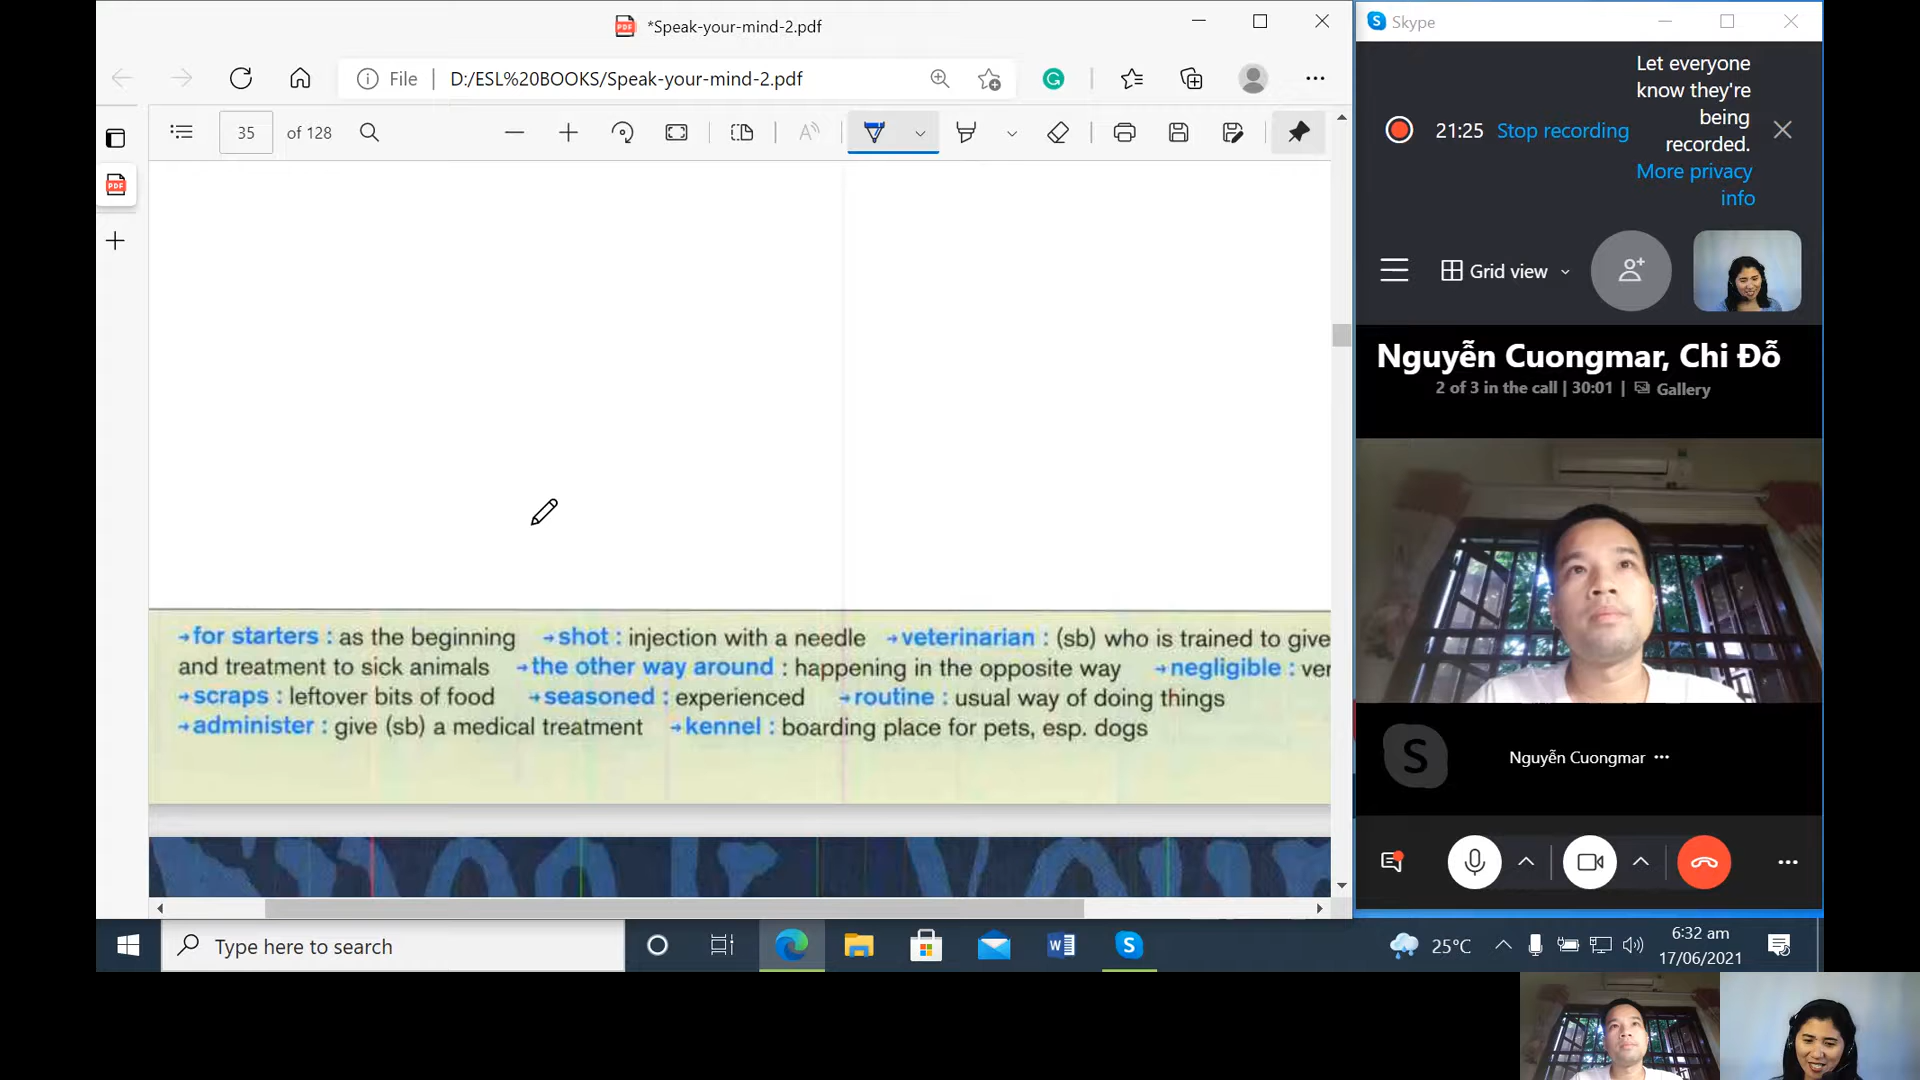 *Speak-your-mind-2.pdf
File D:/ESL%20BOOKS/Speak-your-mind-2.pdf
35 of 128
→for starters : as the beginning →shot : injection with a needle →veterinarian : (sb) who is trained to give
and treatment to sick animals →the other way around : happening in the opposite way →negligible : ver
→scraps : leftover bits of food →seasoned : experienced →routine : usual way of doing things
→administer : give (sb) a medical treatment →kennel : boarding place for pets, esp. dogs
Type here to search
25°C
6:32 am
17/06/2021
Skype
21:25 Stop recording
Let everyone
know they're
being
recorded.
More privacy
info
Grid view
Nguyễn Cuongmar, Chi Đỗ
2 of 3 in the call | 30:01 | Gallery
Nguyễn Cuongmar